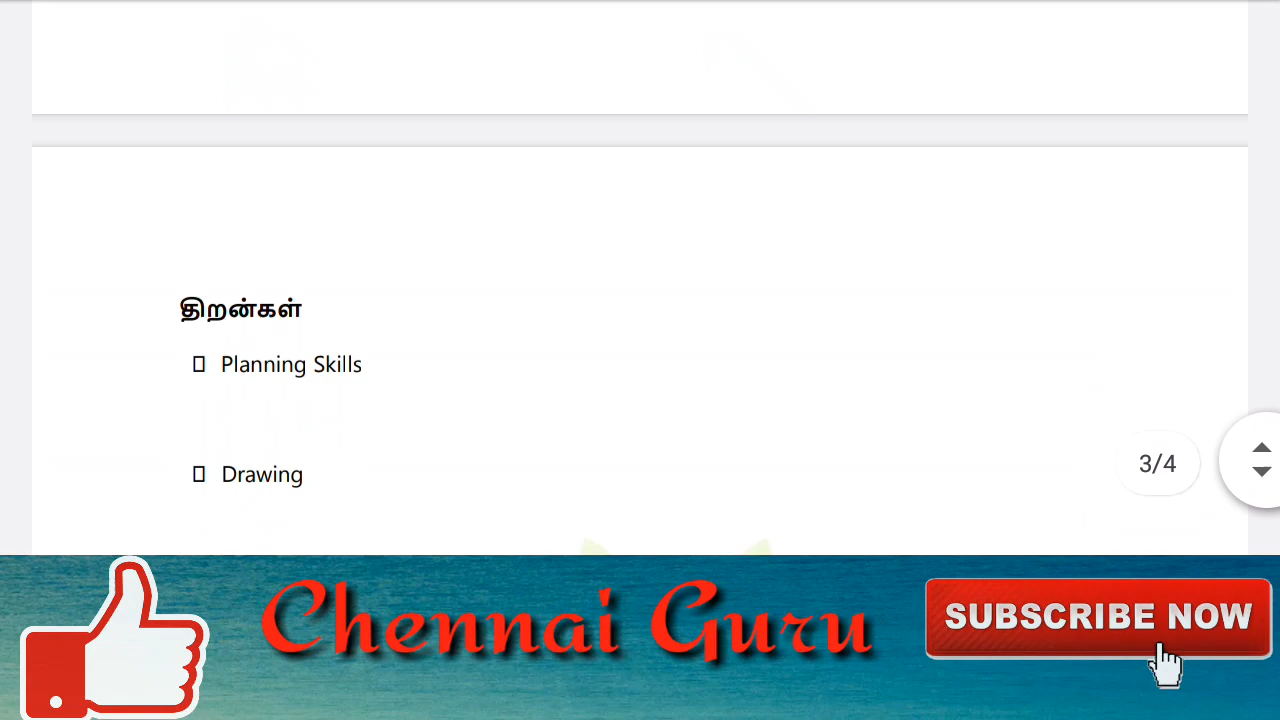 திறன்கள்
Planning Skills
Drawing
3/4
Chennai Guru
SUBSCRIBE NOW